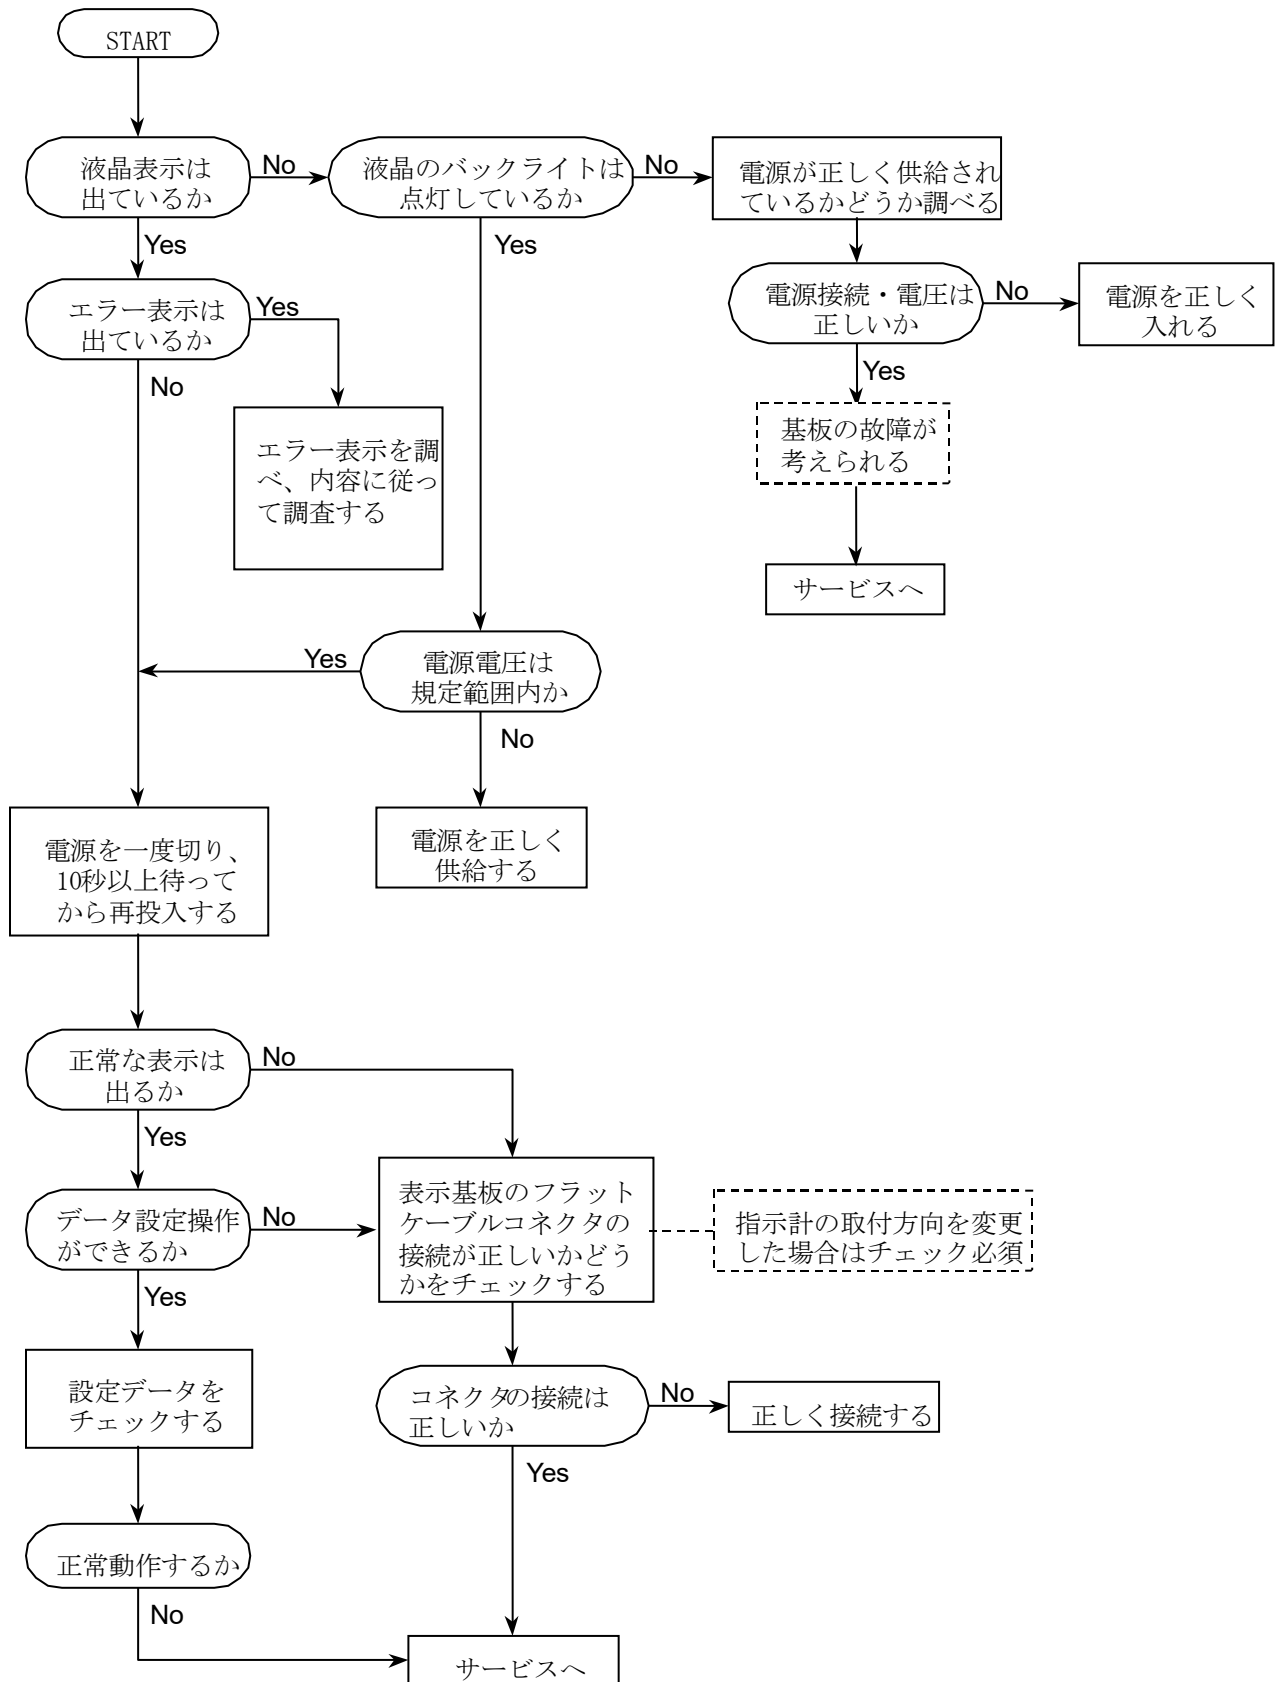 START
液晶表示は
出ているか
No
液晶のバックライトは
点灯しているか
No
電源が正しく供給され
ているかどうか調べる
Yes
Yes
エラー表示は
出ているか
Yes
電源接続・電圧は
正しいか
No
電源を正しく
入れる
No
Yes
エラー表示を調
べ、内容に従っ
て調査する
基板の故障が
考えられる
サービスへ
Yes
電源電圧は
規定範囲内か
No
電源を一度切り、
10秒以上待って
から再投入する
電源を正しく
供給する
正常な表示は
出るか
No
Yes
データ設定操作
ができるか
No
表示基板のフラット
ケーブルコネクタの
接続が正しいかどう
かをチェックする
指示計の取付方向を変更
した場合はチェック必須
Yes
設定データを
チェックする
コネクタの接続は
正しいか
No
正しく接続する
Yes
正常動作するか
No
サービスへ